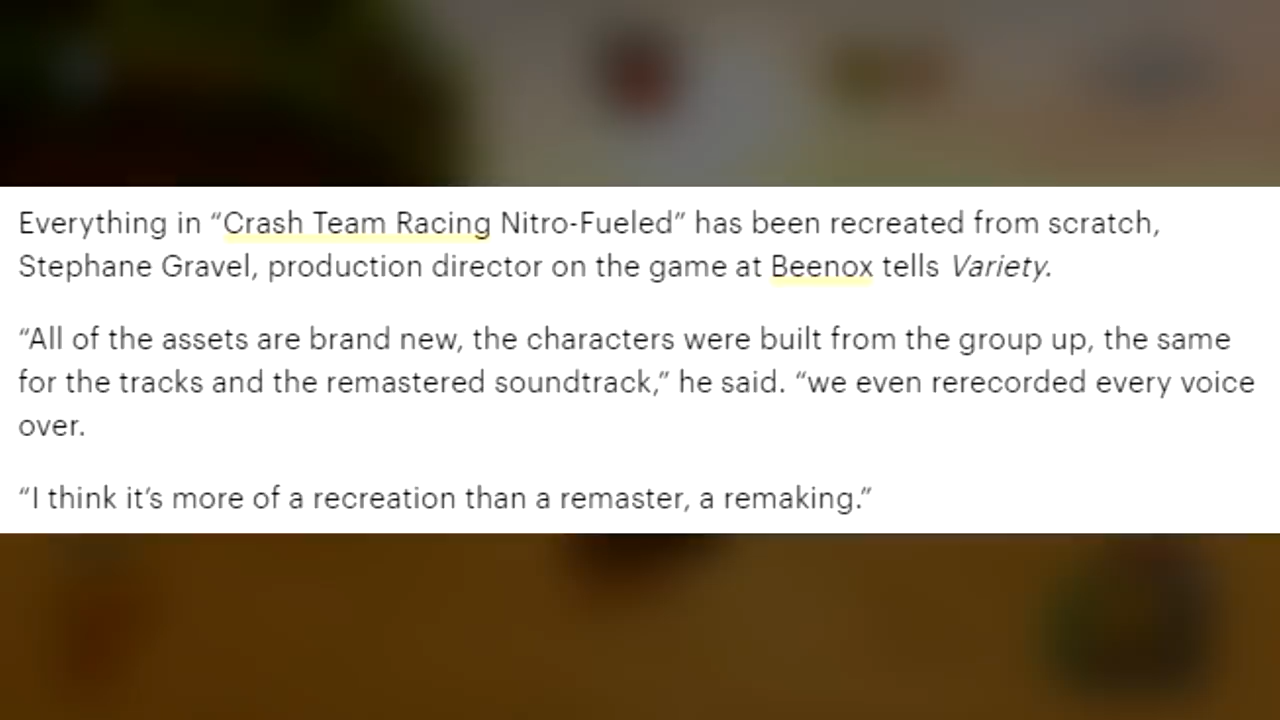 Everything in “Crash Team Racing Nitro-Fueled” has been recreated from scratch,
Stephane Gravel, production director on the game at Beenox tells Variety.
“All of the assets are brand new, the characters were built from the group up, the same
for the tracks and the remastered soundtrack,” he said. “we even rerecorded every voice
over.
“I think it’s more of a recreation than a remaster, a remaking.”